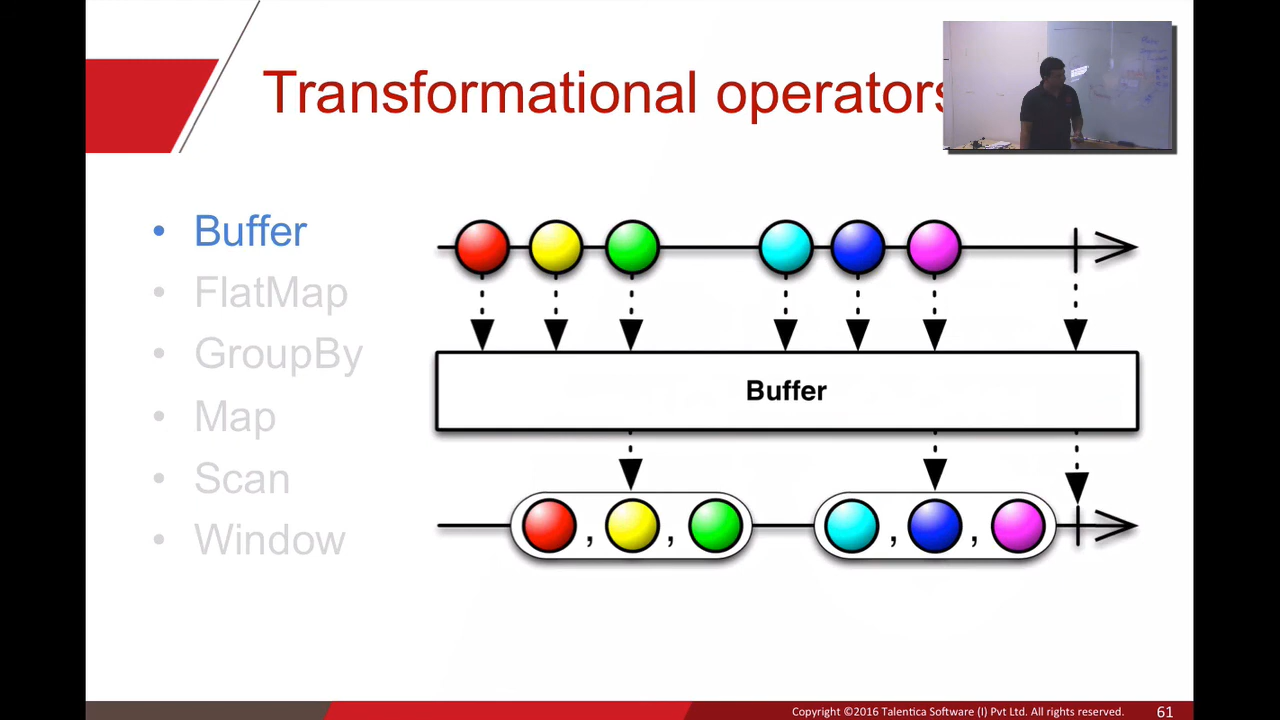 Transformational operators
• Buffer
• FlatMap
• GroupBy
• Map
• Scan
• Window
Buffer
, ,
, ,
Copyright ©2016 Talentica Software (I) Pvt Ltd. All rights reserved. 61